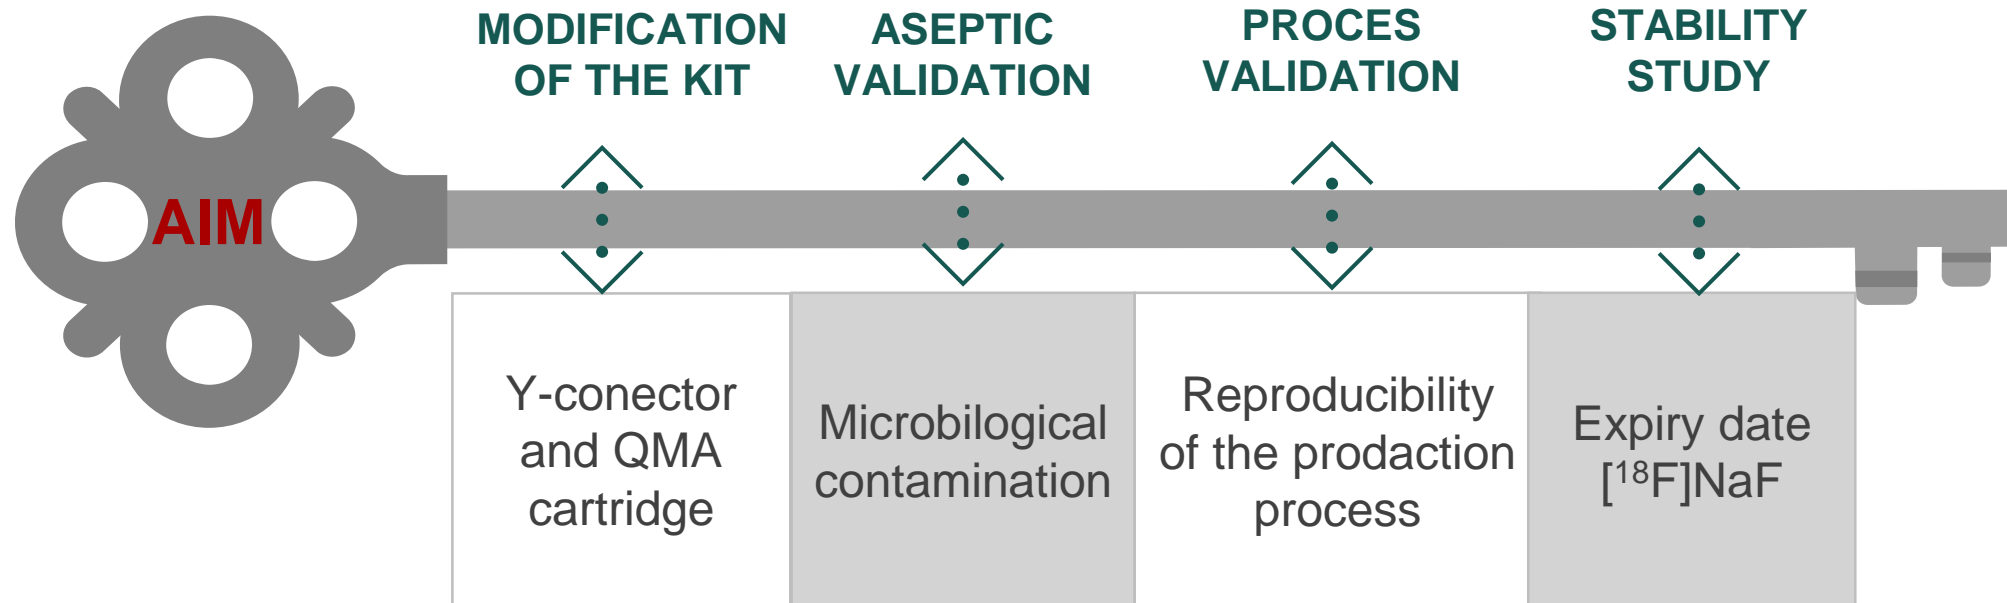 AIM
MODIFICATION
OF THE KIT
Y-conector
and QMA
cartridge
ASEPTIC
VALIDATION
Microbilogical
contamination
PROCES
VALIDATION
Reproducibility
of the prodaction
process
STABILITY
STUDY
Expiry date
[¹⁸F]NaF